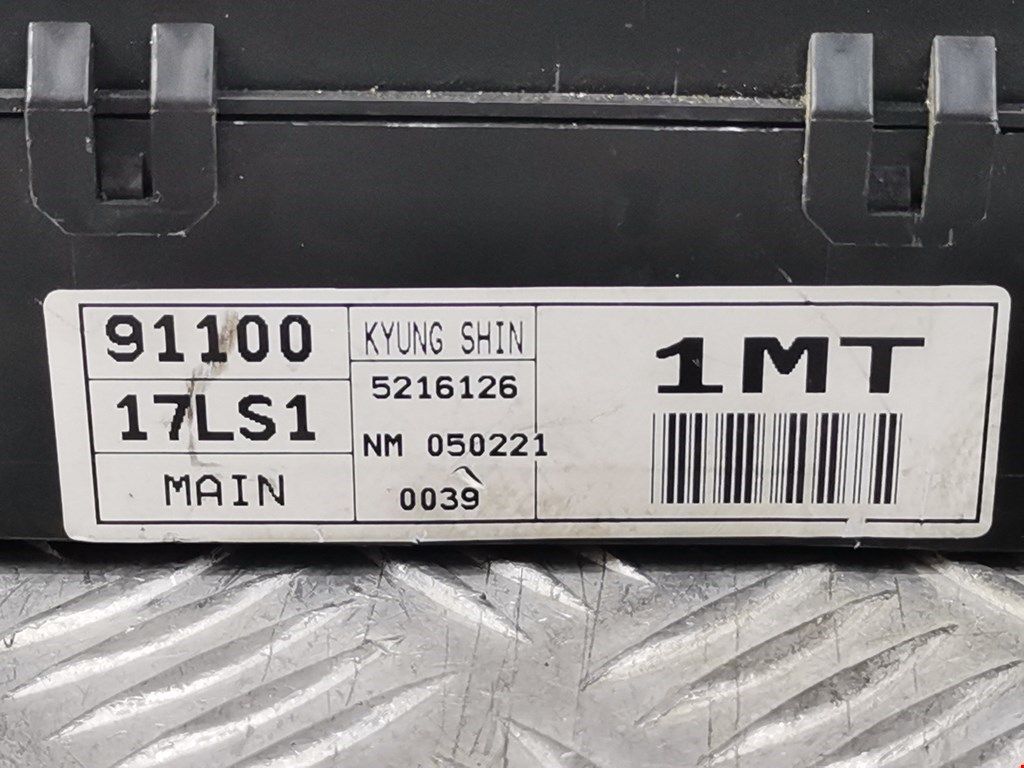 91100
17LS1
MAIN
KYUNG SHIN
5216126
NM 050221
0039
1MT